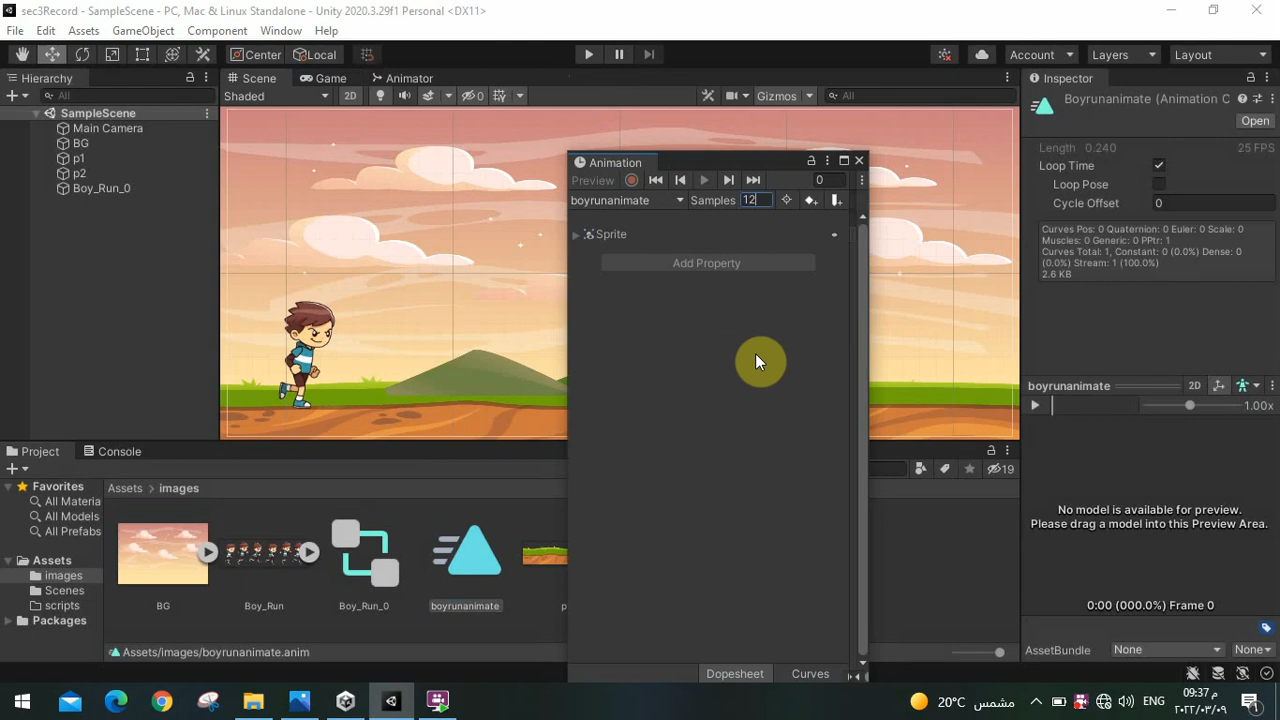 sec3Record - SampleScene - PC, Mac & Linux Standalone - Unity 2020.3.29f1 Personal <DX11>
File Edit Assets GameObject Component Window Help
Center Local Account Layers Layout
Hierarchy
All
SampleScene
Main Camera
BG
p1
p2
Boy_Run_0
Scene Game Animator
Shaded 2D 0 Gizmos All
Animation
Preview 0
boyrunanimate Samples 12
Sprite
Add Property
Dopesheet Curves
Inspector
Boyrunanimate (Animation C
Open
Length 0.240 25 FPS
Loop Time
Loop Pose
Cycle Offset 0
Curves Pos: 0 Quaternion: 0 Euler: 0 Scale: 0
Muscles: 0 Generic: 0 PPtr: 1
Curves Total: 1, Constant: 0 (0.0%) Dense: 0
(0.0%) Stream: 1 (100.0%)
2.6 KB
boyrunanimate 2D
1.00x
No model is available for preview.
Please drag a model into this Preview Area.
0:00 (000.0%) Frame 0
AssetBundle None None
Project Console
19
Favorites
All Materia
All Models
All Prefabs
Assets
images
Scenes
scripts
Packages
Assets > images
BG Boy_Run Boy_Run_0 boyrunanimate p
Assets/images/boyrunanimate.anim
20°C مشمس ENG
09:37 م
٢٠٢٢/٠٣/٠٩
1